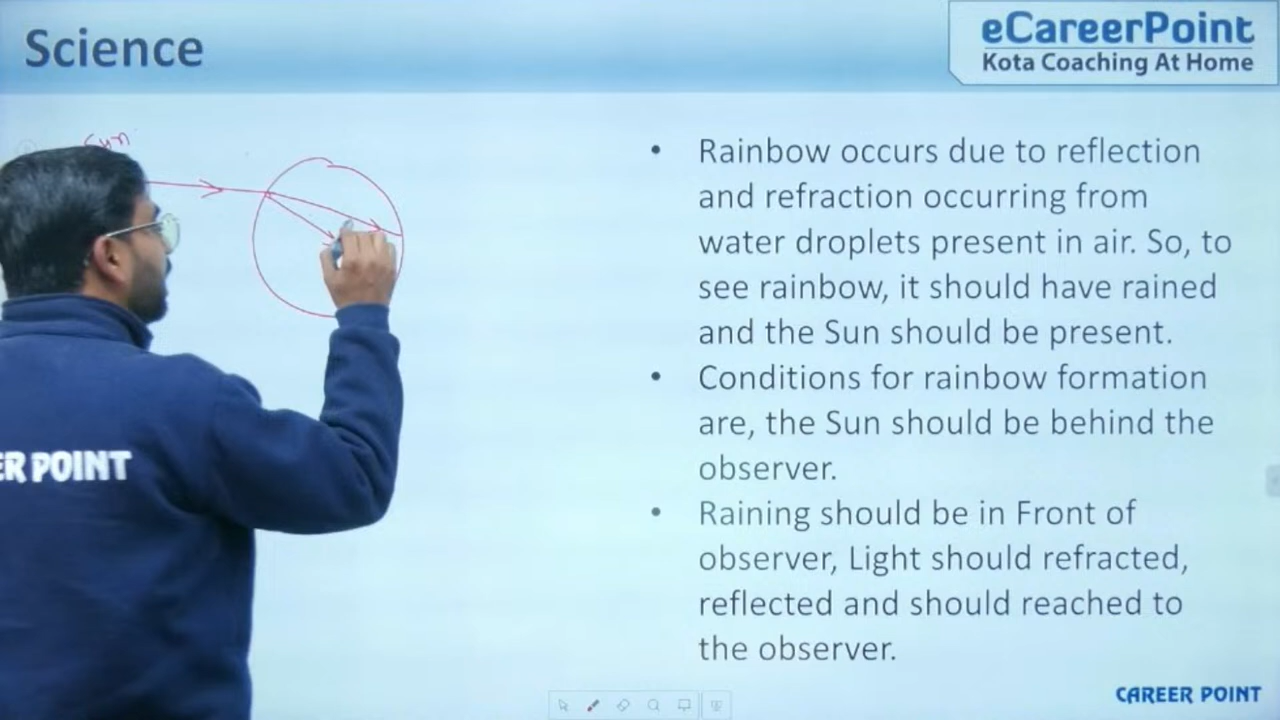 Science
eCareerPoint
Kota Coaching At Home
Sun
• Rainbow occurs due to reflection
and refraction occurring from
water droplets present in air. So, to
see rainbow, it should have rained
and the Sun should be present.
• Conditions for rainbow formation
are, the Sun should be behind the
observer.
• Raining should be in Front of
observer, Light should refracted,
reflected and should reached to
the observer.
ER POINT
CAREER POINT